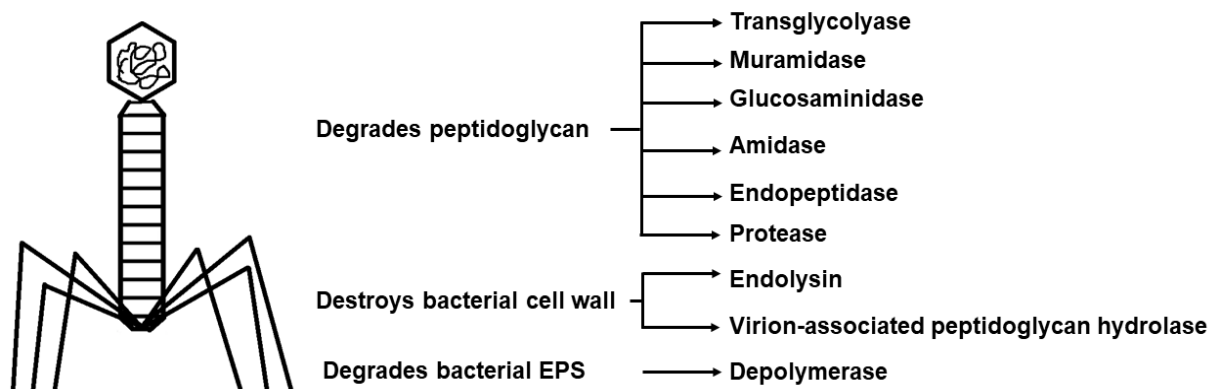 Degrades peptidoglycan
Transglycolyase
Muramidase
Glucosaminidase
Amidase
Endopeptidase
Protease
Destroys bacterial cell wall
Endolysin
Virion-associated peptidoglycan hydrolase
Degrades bacterial EPS
Depolymerase